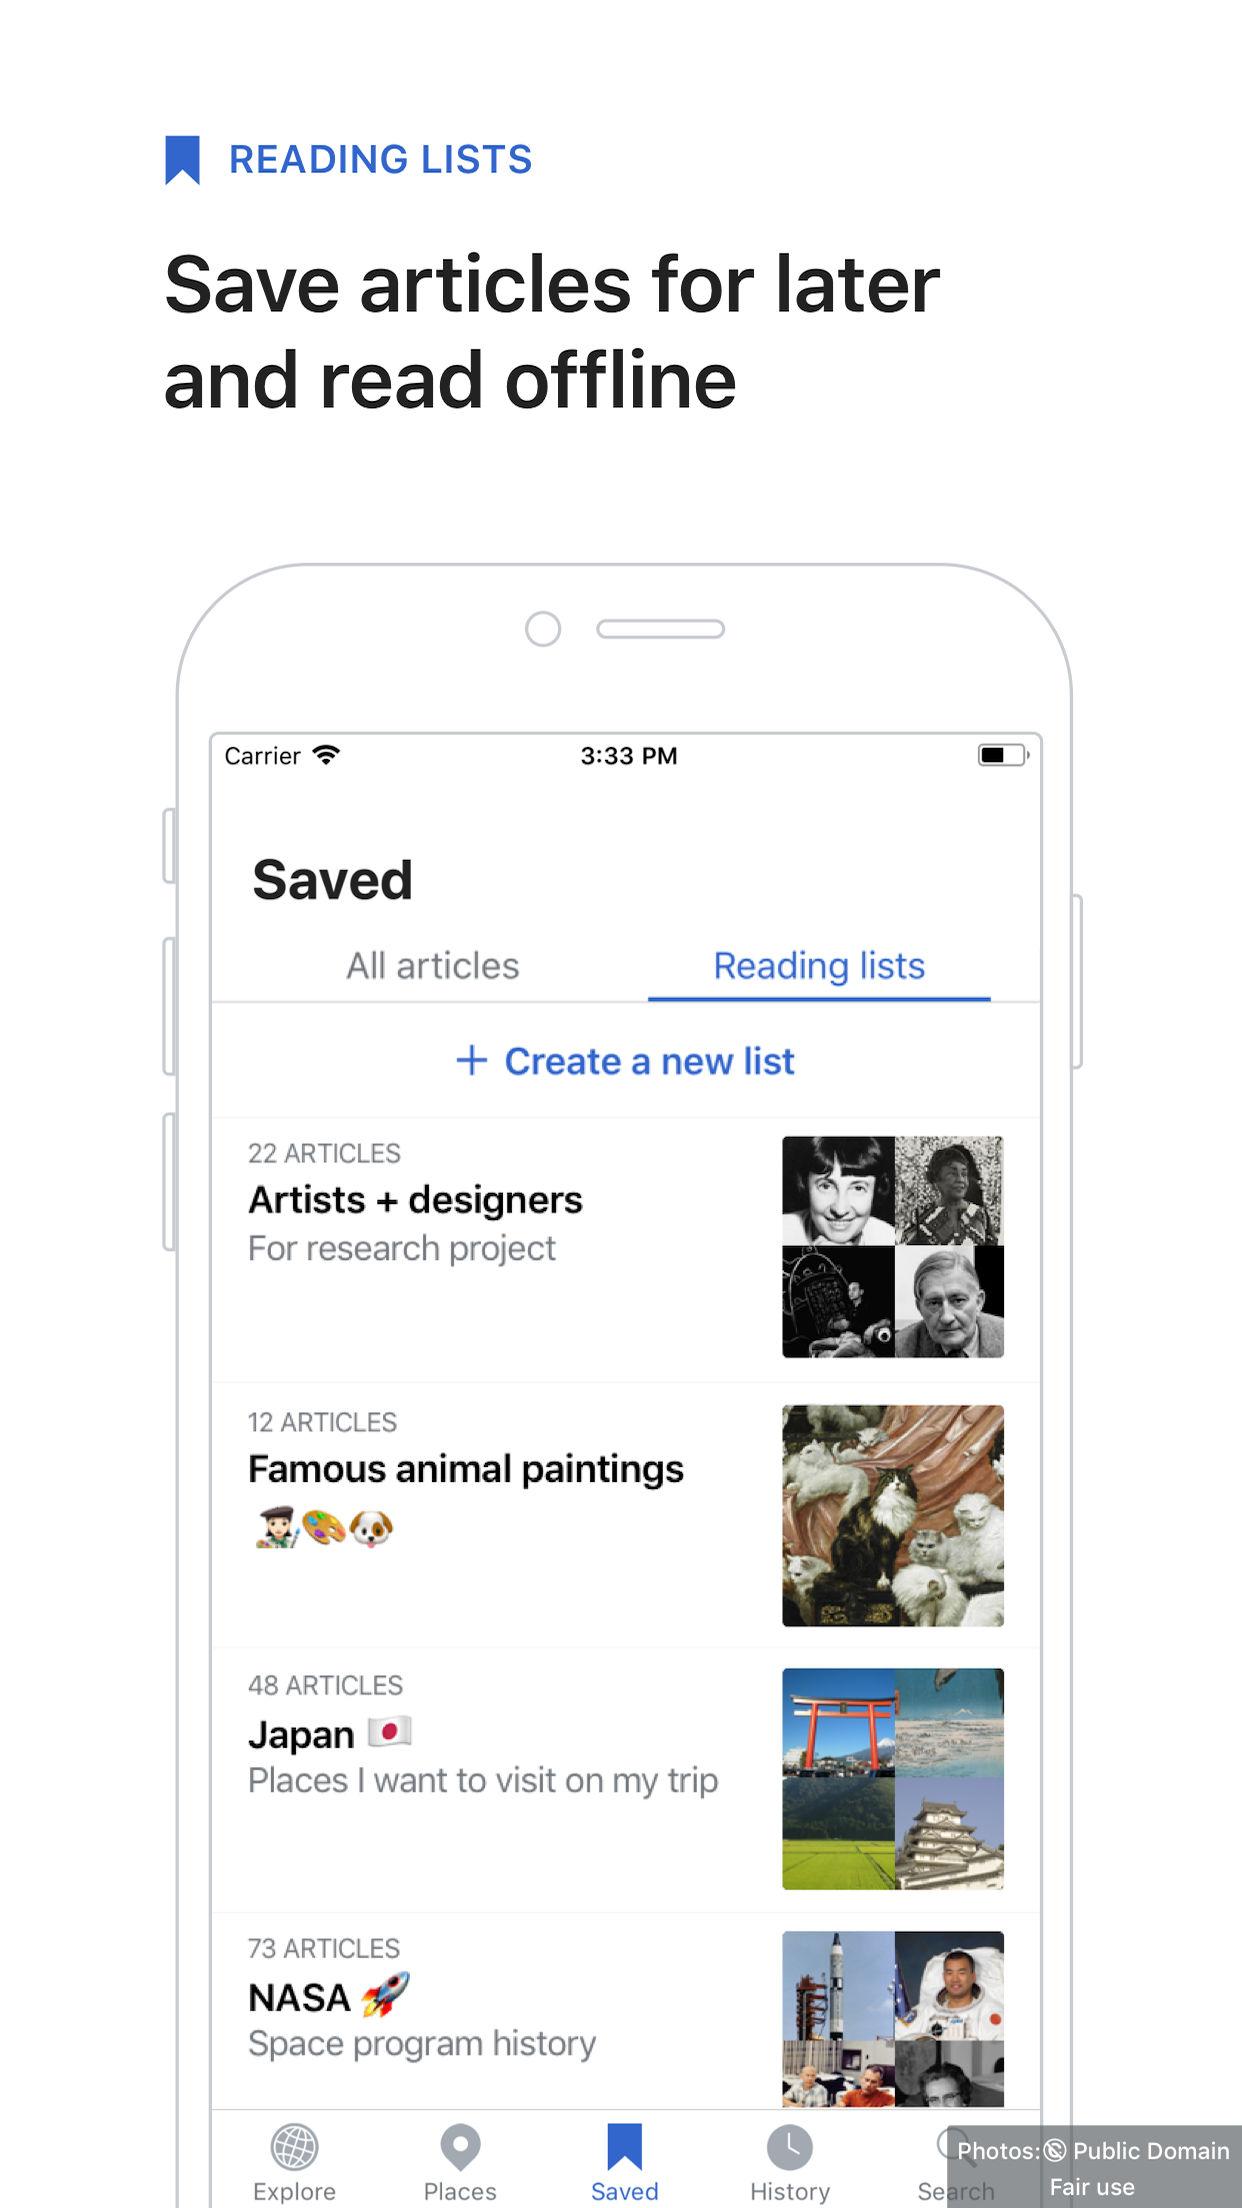 READING LISTS
Save articles for later
and read offline
Carrier
3:33 PM
Saved
All articles
Reading lists
+ Create a new list
22 ARTICLES
Artists + designers
For research project
12 ARTICLES
Famous animal paintings
👩🏻‍🎨🎨🐶
48 ARTICLES
Japan 🇯🇵
Places I want to visit on my trip
73 ARTICLES
NASA 🚀
Space program history
Explore
Places
Saved
History
Search
Photos: Public Domain
Fair use